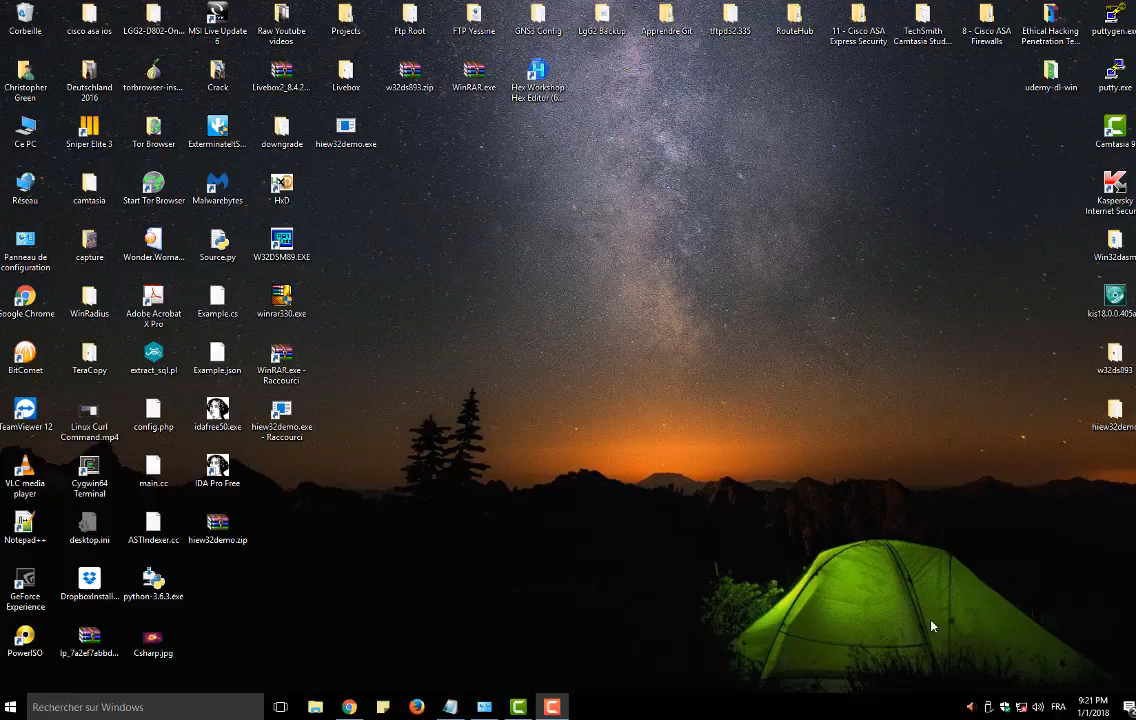 Corbeille
cisco asa ios
LGG2-D802-On...
MSI Live Update
6
Raw Youtube
videos
Projects
Ftp Root
FTP Yassine
GNS3 Config
LgG2 Backup
Apprendre Git
tftpd32.335
RouteHub
11 - Cisco ASA
Express Security
TechSmith
Camtasia Stud...
8 - Cisco ASA
Firewalls
Ethical Hacking
Penetration Te...
puttygen.exe
Christopher
Green
Deutschland
2016
torbrowser-ins...
Crack
Livebox2_8.4.2...
Livebox
w32ds893.zip
WinRAR.exe
Hex Workshop
Hex Editor (6...
udemy-dl-win
putty.exe
Ce PC
Sniper Elite 3
Tor Browser
ExterminateItS...
downgrade
hiew32demo.exe
Camtasia 9
Réseau
camtasia
Start Tor Browser
Malwarebytes
HxD
Kaspersky
Internet Secur
Panneau de
configuration
capture
Wonder.Woma...
Source.py
W32DSM89.EXE
Win32dasm
Google Chrome
WinRadius
Adobe Acrobat
X Pro
Example.cs
winrar330.exe
kis18.0.0.405a
BitComet
TeraCopy
extract_sql.pl
Example.json
WinRAR.exe -
Raccourci
w32ds893
TeamViewer 12
Linux Curl
Command.mp4
config.php
idafree50.exe
hiew32demo.exe
- Raccourci
hiew32demo
VLC media
player
Cygwin64
Terminal
main.cc
IDA Pro Free
Notepad++
desktop.ini
ASTIndexer.cc
hiew32demo.zip
GeForce
Experience
DropboxInstall...
python-3.6.3.exe
PowerISO
lp_7a2ef7abbd...
Csharp.jpg
Rechercher sur Windows
FRA
9:21 PM
1/1/2018